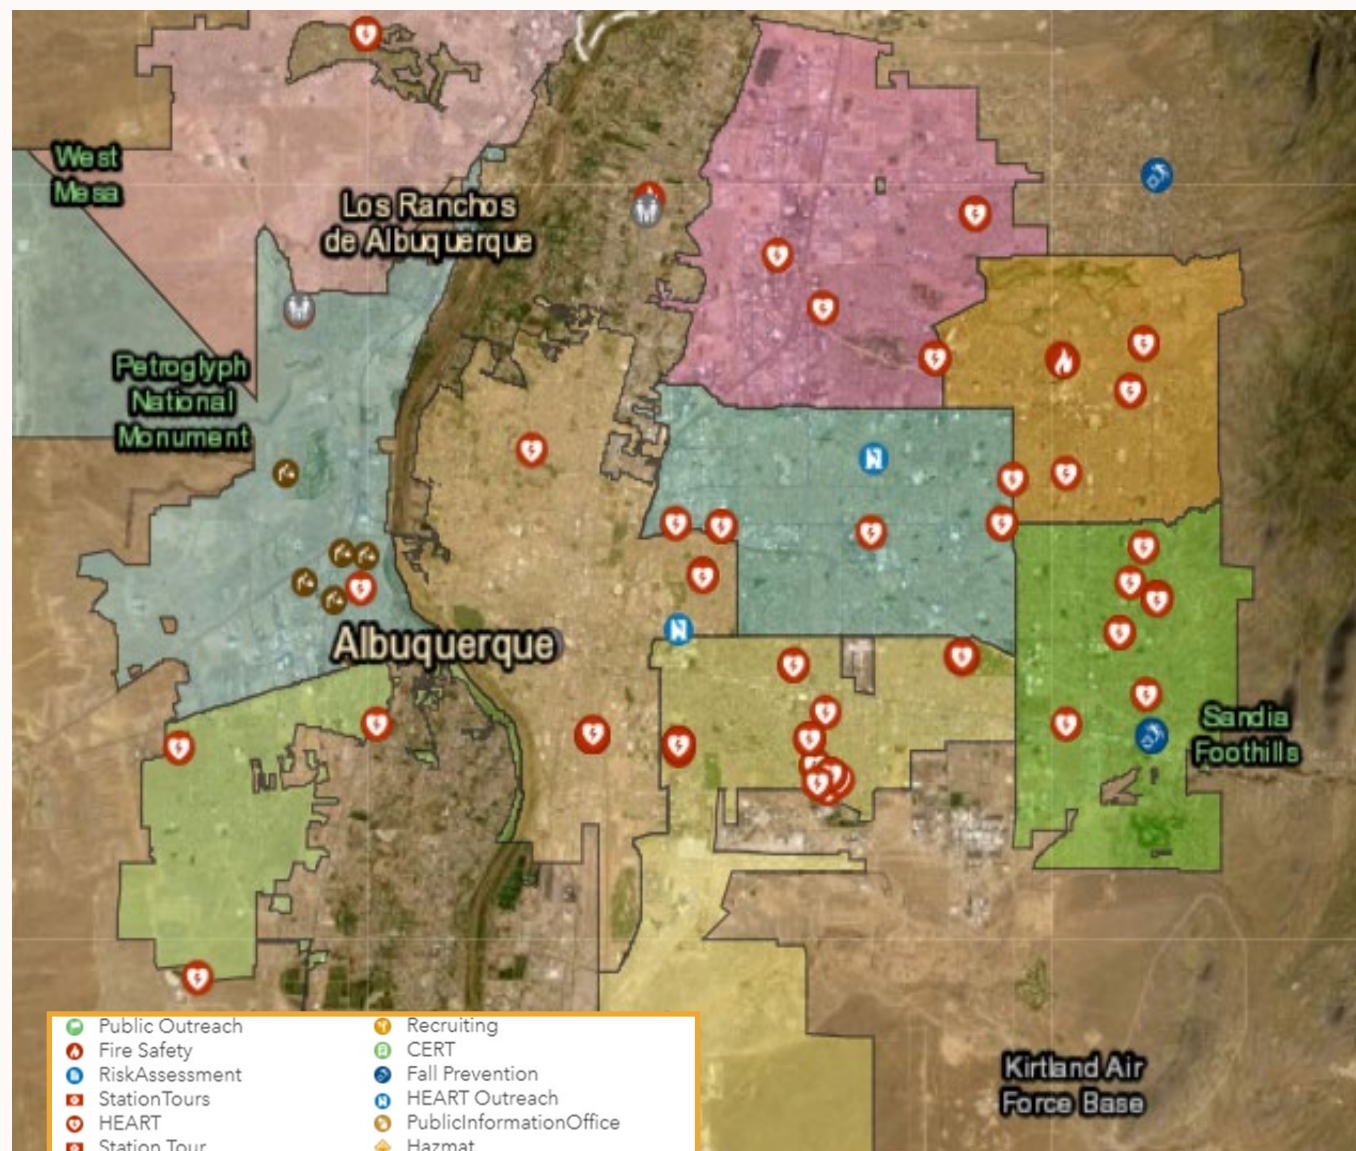 West
Mesa
Los Ranchos
de Albuquerque
Petroglyph
National
Monument
Albuquerque
Sandia
Foothills
Kirtland Air
Force Base
Public Outreach
Fire Safety
RiskAssessment
StationTours
HEART
Station Tour
Recruiting
CERT
Fall Prevention
HEART Outreach
PublicInformationOffice
Hazmat